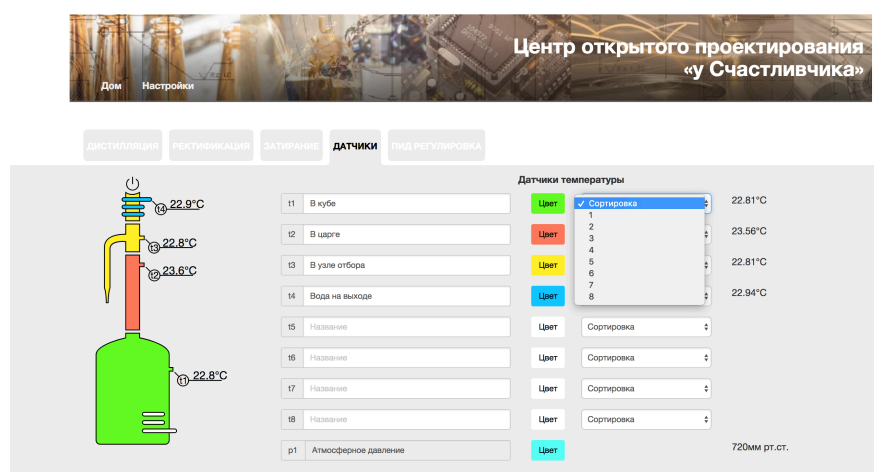 Центр открытого проектирования
«у Счастливчика»
Дом Настройки
ДИСТИЛЛЯЦИЯ РЕКТИФИКАЦИЯ ЗАТИРАНИЕ ДАТЧИКИ ПИД РЕГУЛИРОВКА
Датчики температуры
t4 22.9°C
t3 22.8°C
t2 23.6°C
t1 22.8°C
t1 В кубе Цвет ✓ Сортировка 22.81°C
1
2
3
4
5
6
7
8
t2 В царге Цвет 23.56°C
t3 В узле отбора Цвет 22.81°C
t4 Вода на выходе Цвет 22.94°C
t5 Название Цвет Сортировка
t6 Название Цвет Сортировка
t7 Название Цвет Сортировка
t8 Название Цвет Сортировка
p1 Атмосферное давление Цвет 720мм рт.ст.